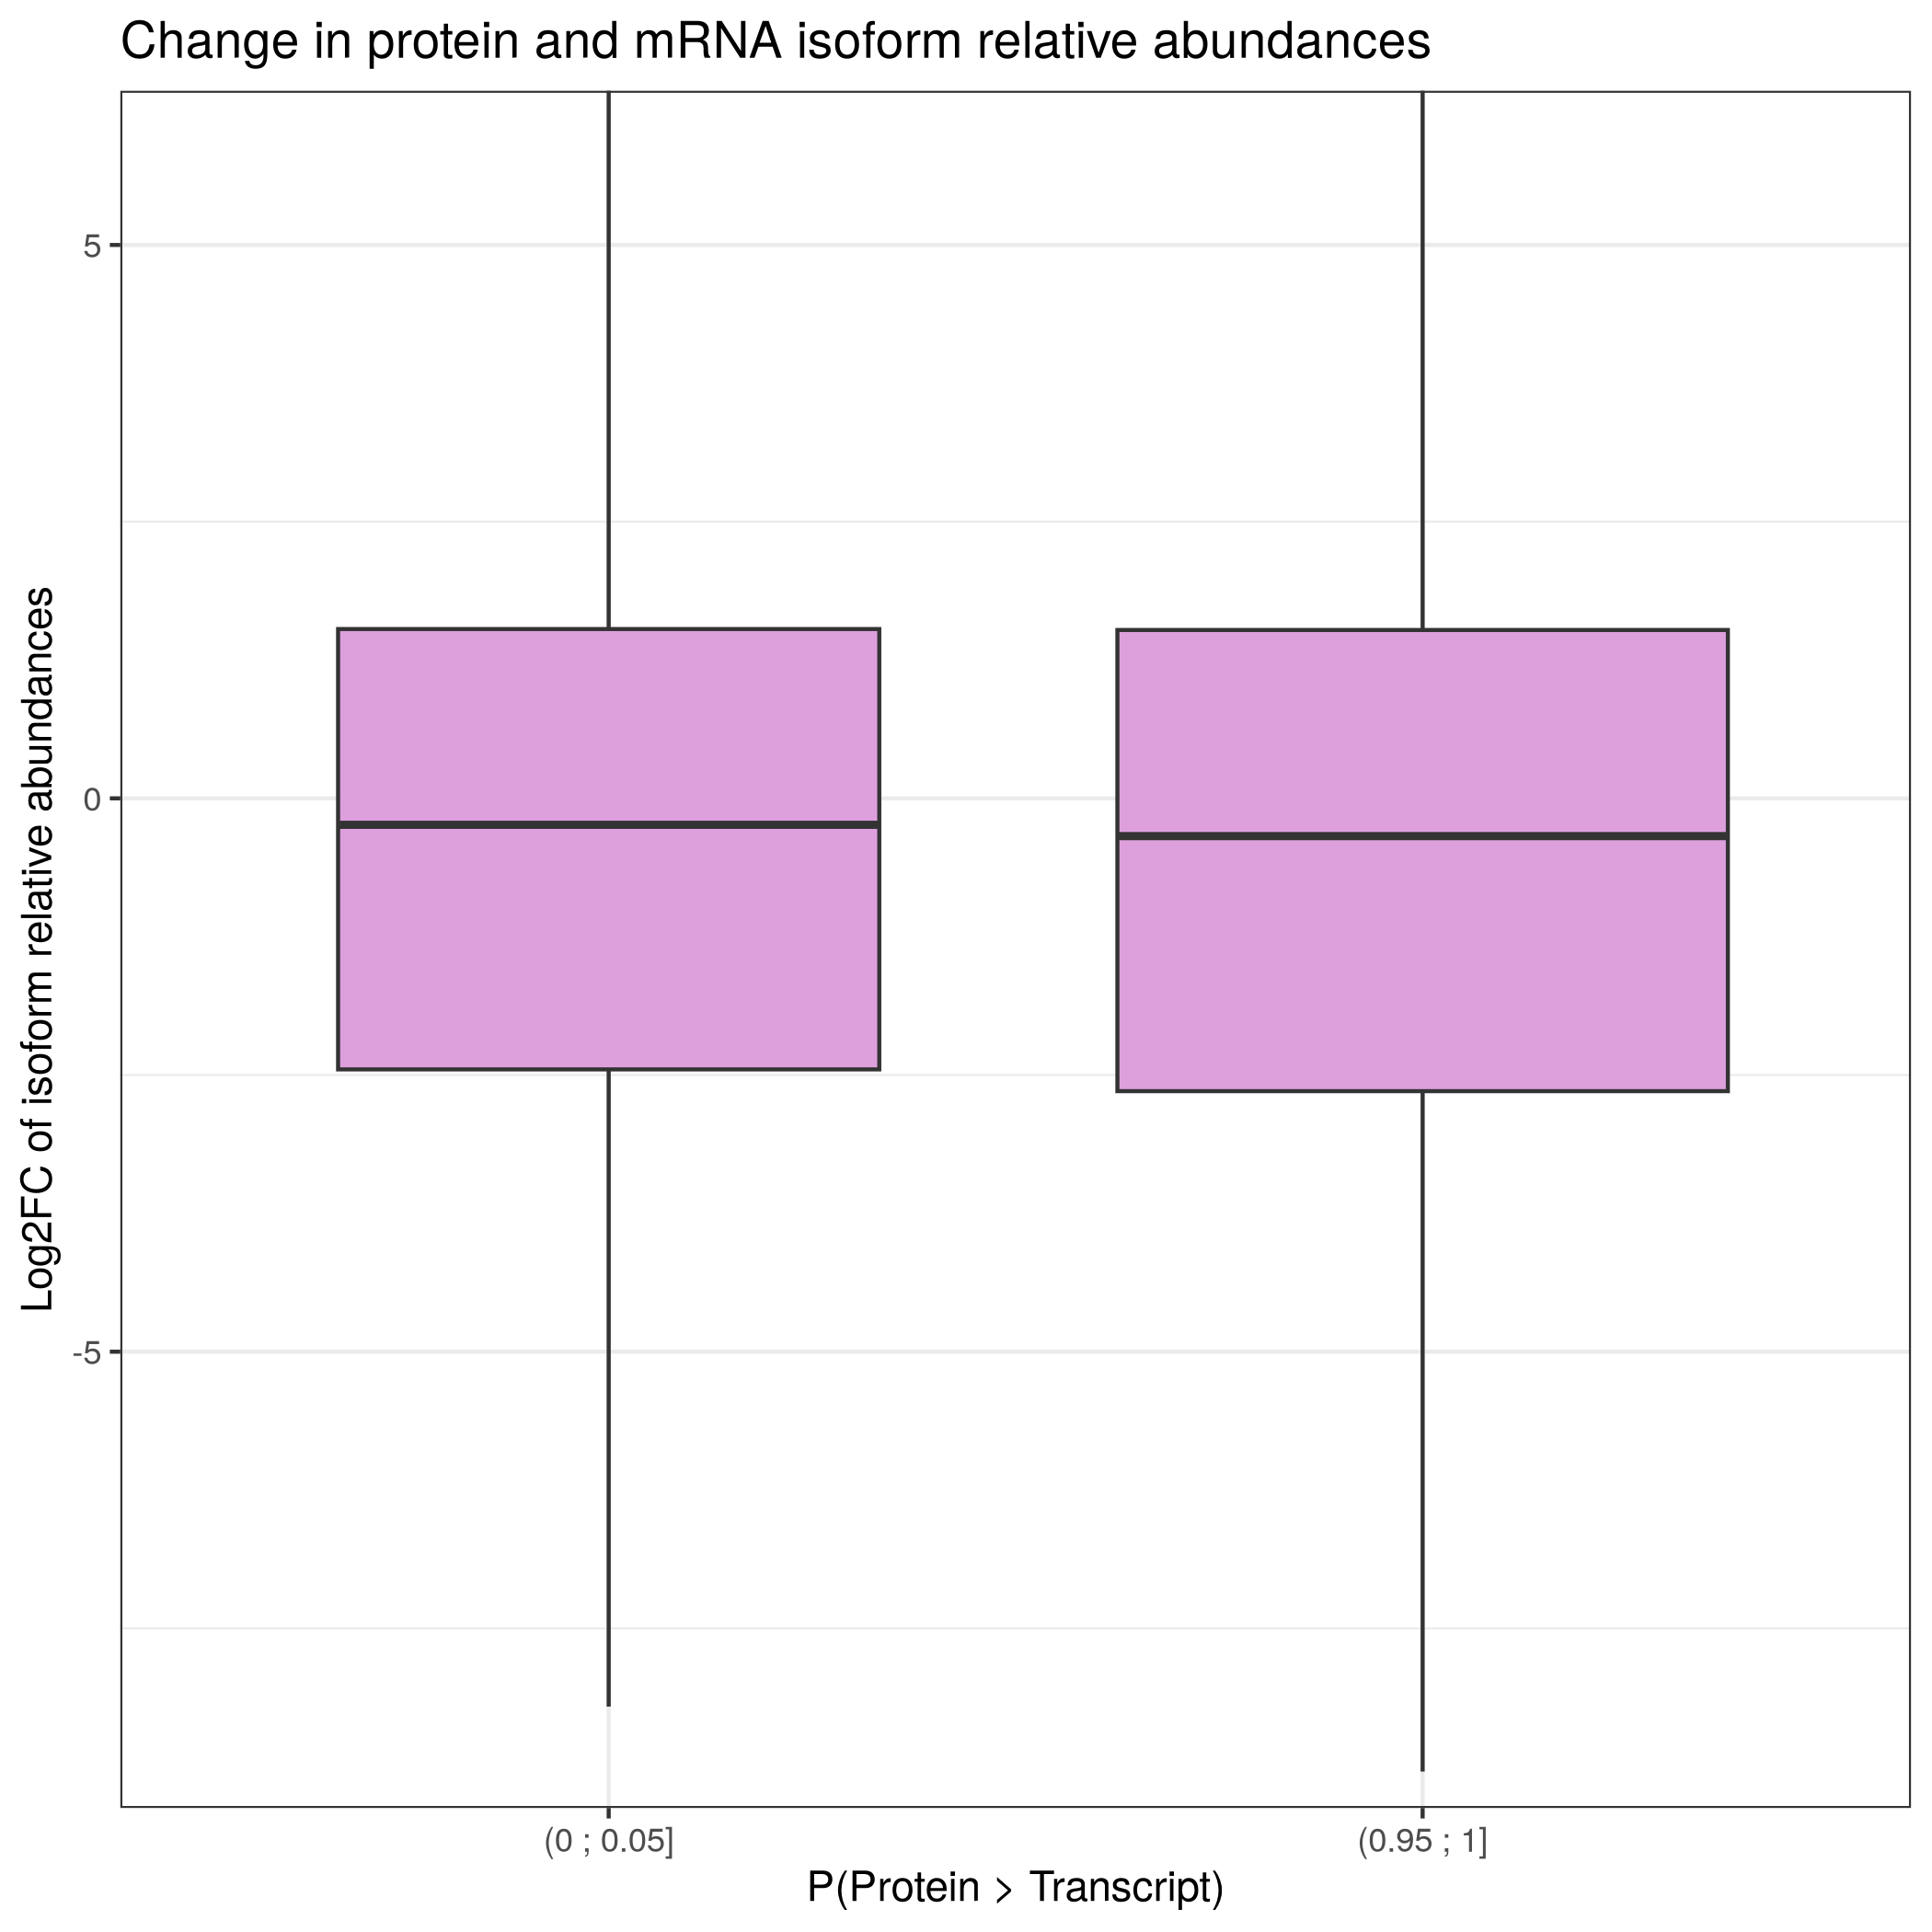 Change in protein and mRNA isoform relative abundances
Log2FC of isoform relative abundances
5
0
-5
(0 ; 0.05]
(0.95 ; 1]
P(Protein > Transcript)